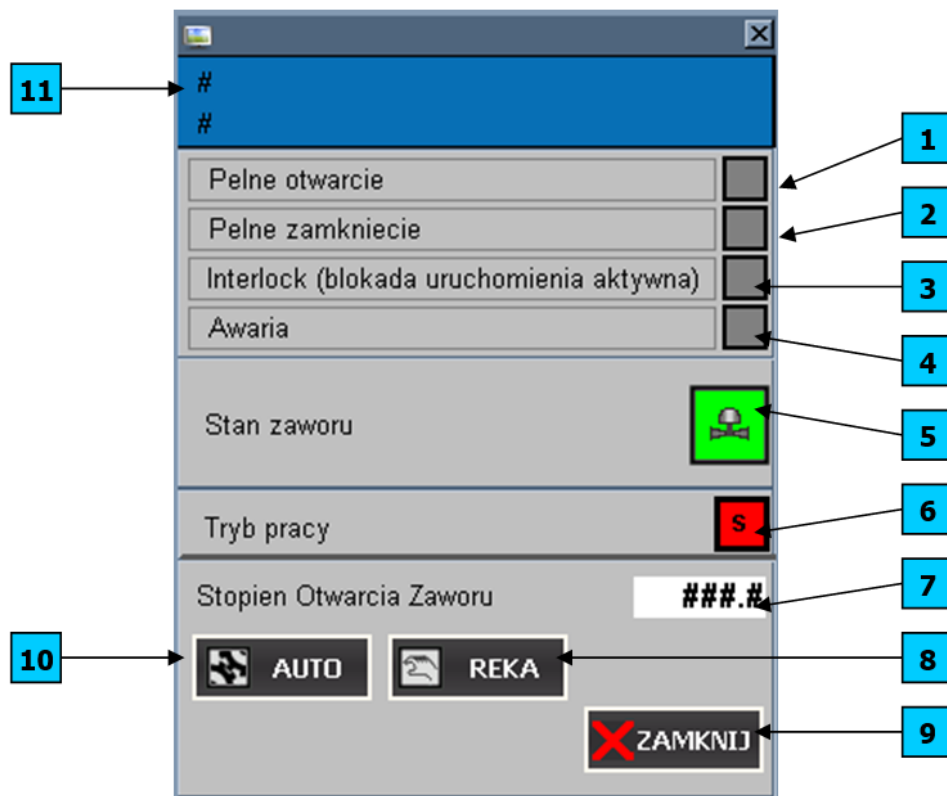 11
#
#
1
Pelne otwarcie
2
Pelne zamkniecie
3
Interlock (blokada uruchomienia aktywna)
4
Awaria
5
Stan zaworu
6
Tryb pracy
S
7
Stopien Otwarcia Zaworu
###.#
10
AUTO
REKA
8
ZAMKNIJ
9